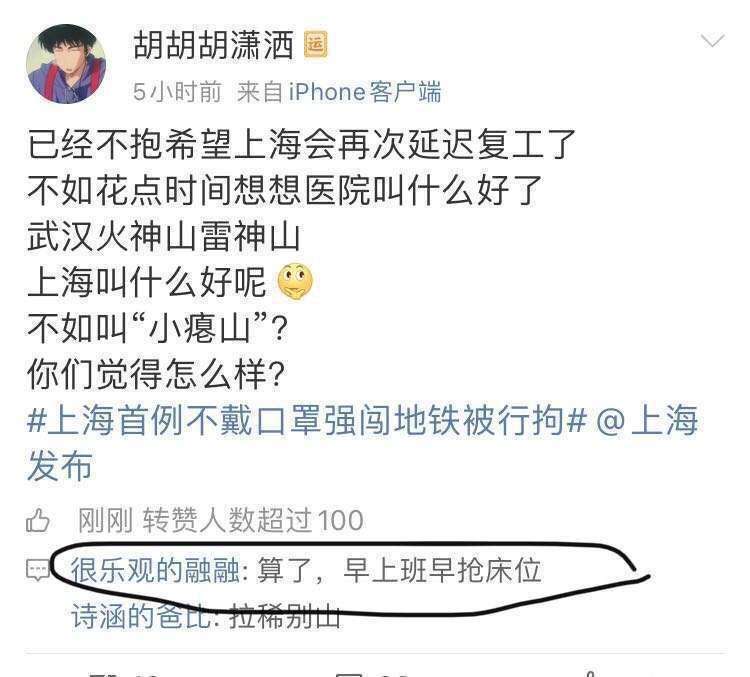 胡胡胡潇洒 运
5小时前 来自 iPhone客户端
已经不抱希望上海会再次延迟复工了
不如花点时间想想医院叫什么好了
武汉火神山雷神山
上海叫什么好呢
不如叫“小瘪山”?
你们觉得怎么样?
#上海首例不戴口罩强闯地铁被行拘# @上海
发布
刚刚 转赞人数超过100
很乐观的融融: 算了，早上班早抢床位
诗涵的爸比: 拉稀别山